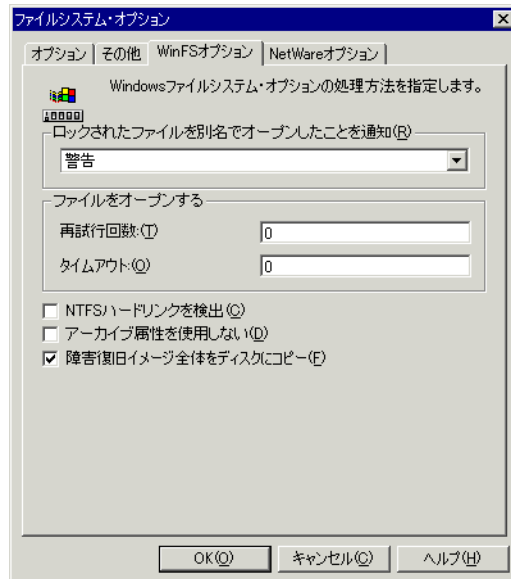 ファイルシステム・オプション
オプション
その他
WinFSオプション
NetWareオプション
Windowsファイルシステム・オプションの処理方法を指定します。
ロックされたファイルを別名でオープンしたことを通知(R)
警告
ファイルをオープンする
再試行回数:(T)
0
タイムアウト:(O)
0
NTFSハードリンクを検出(C)
アーカイブ属性を使用しない(D)
障害復旧イメージ全体をディスクにコピー(F)
OK(O)
キャンセル(C)
ヘルプ(H)